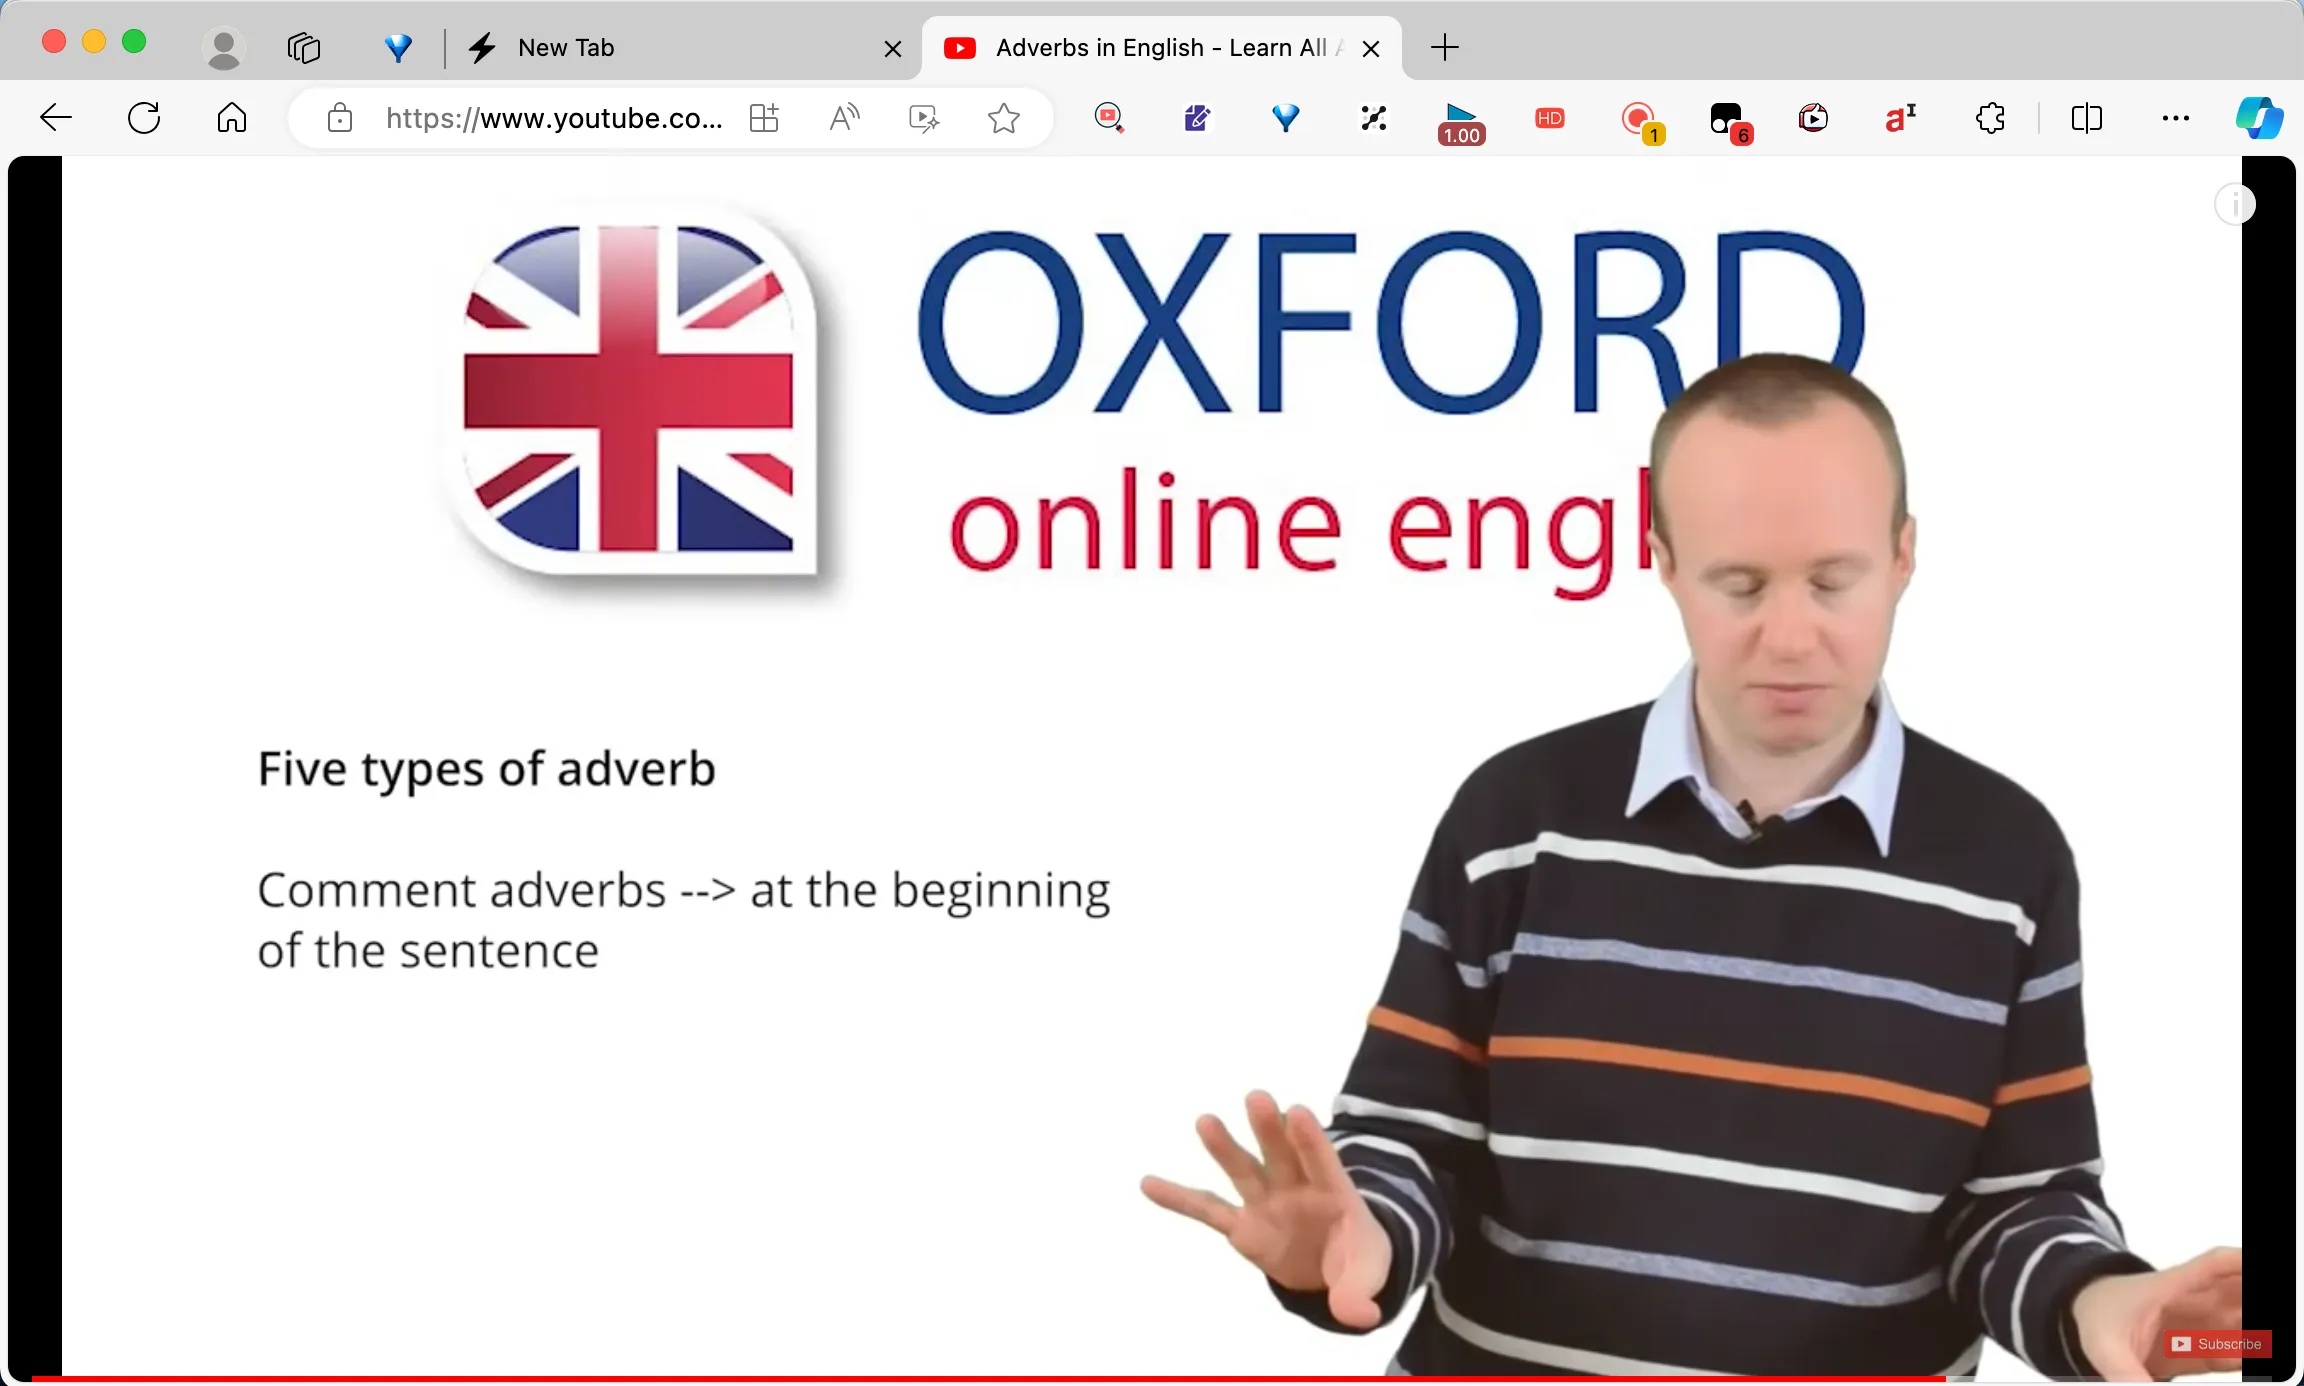 New Tab
Adverbs in English - Learn All
https://www.youtube.co...
1.00
HD
1
6
OXFORD
online engl
Five types of adverb
Comment adverbs --> at the beginning
of the sentence
Subscribe